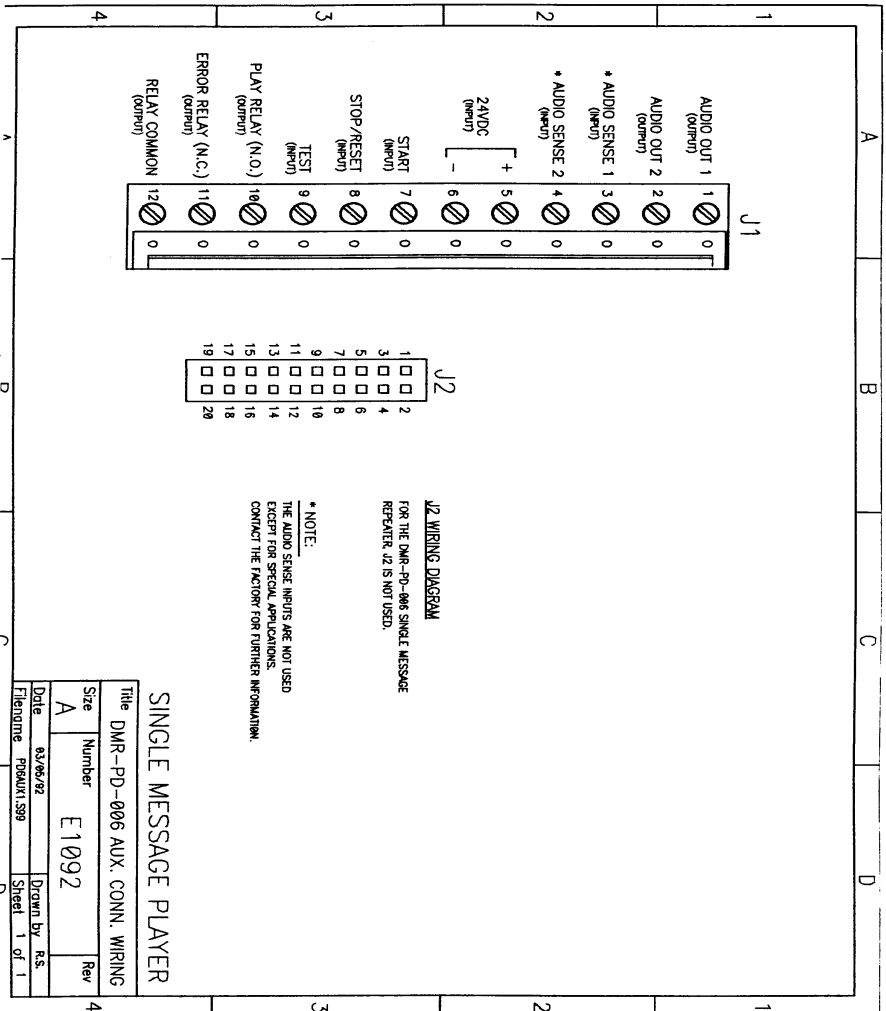 A
B
C
D
1
2
3
4
J1
AUDIO OUT 1
(OUTPUT)
1
AUDIO OUT 2
(OUTPUT)
2
* AUDIO SENSE 1
(INPUT)
3
* AUDIO SENSE 2
(INPUT)
4
24VDC
(INPUT)
+ 5
- 6
START
(INPUT)
7
STOP/RESET
(INPUT)
8
TEST
(INPUT)
9
PLAY RELAY (N.O.)
(OUTPUT)
10
ERROR RELAY (N.C.)
(OUTPUT)
11
RELAY COMMON
(OUTPUT)
12
J2
1 2
3 4
5 6
7 8
9 10
11 12
13 14
15 16
17 18
19 20
J2 WIRING DIAGRAM
FOR THE DMR-PD-006 SINGLE MESSAGE
REPEATER, J2 IS NOT USED.
* NOTE:
THE AUDIO SENSE INPUTS ARE NOT USED
EXCEPT FOR SPECIAL APPLICATIONS.
CONTACT THE FACTORY FOR FURTHER INFORMATION.
SINGLE MESSAGE PLAYER
Title DMR-PD-006 AUX. CONN. WIRING
Size Number Rev
A E1092
Date 03/06/92 Drawn by R.S.
Filename PD6AUX1.S99 Sheet 1 of 1
1
2
3
4
A
C
D